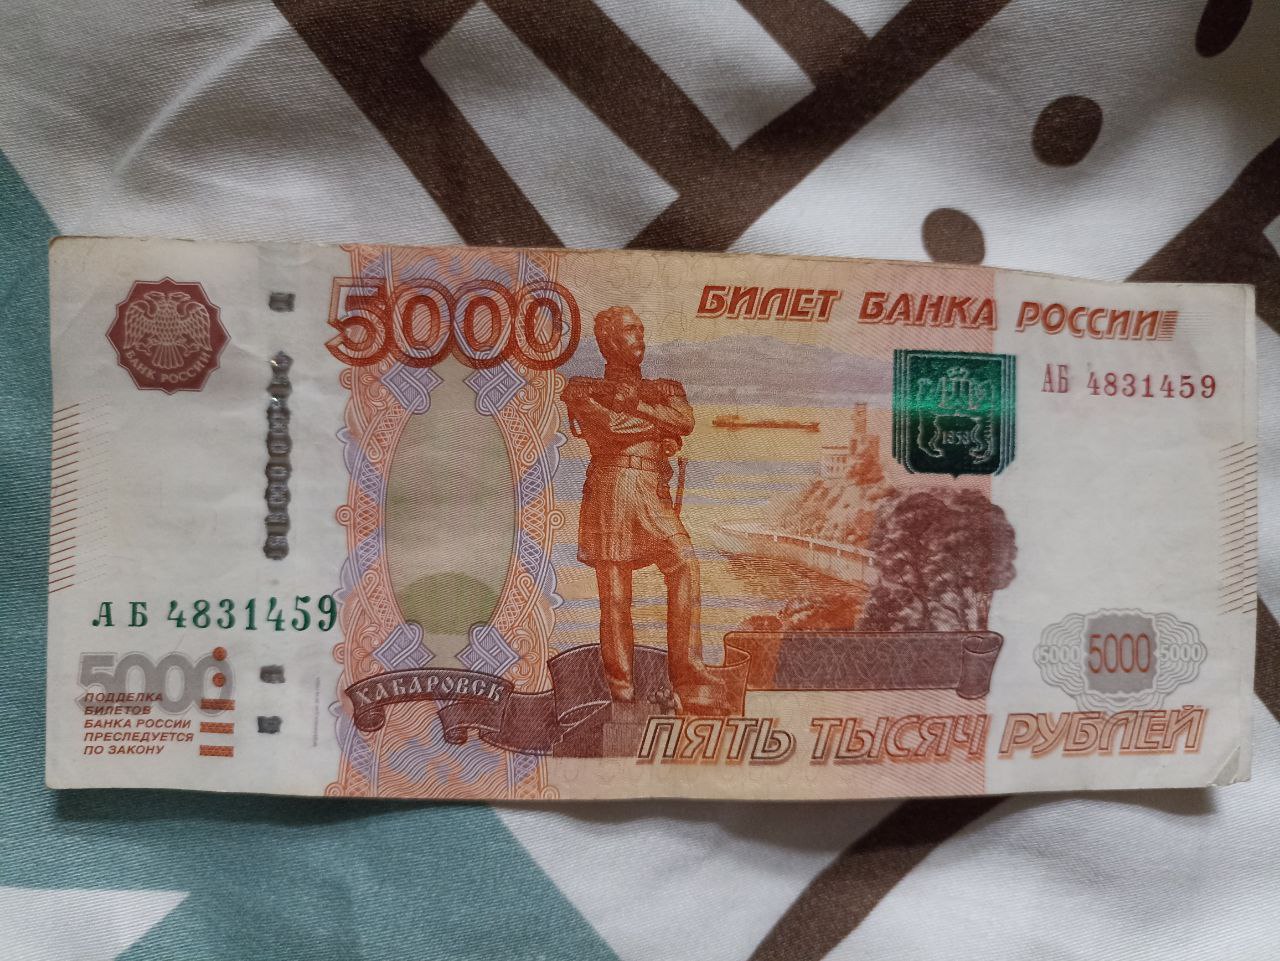 БАНК РОССИИ
5000
БИЛЕТ БАНКА РОССИИ
АБ 4831459
1858
АБ 4831459
5000
ПОДДЕЛКА
БИЛЕТОВ
БАНКА РОССИИ
ПРЕСЛЕДУЕТСЯ
ПО ЗАКОНУ
ХАБАРОВСК
5000 5000 5000
ПЯТЬ ТЫСЯЧ РУБЛЕЙ